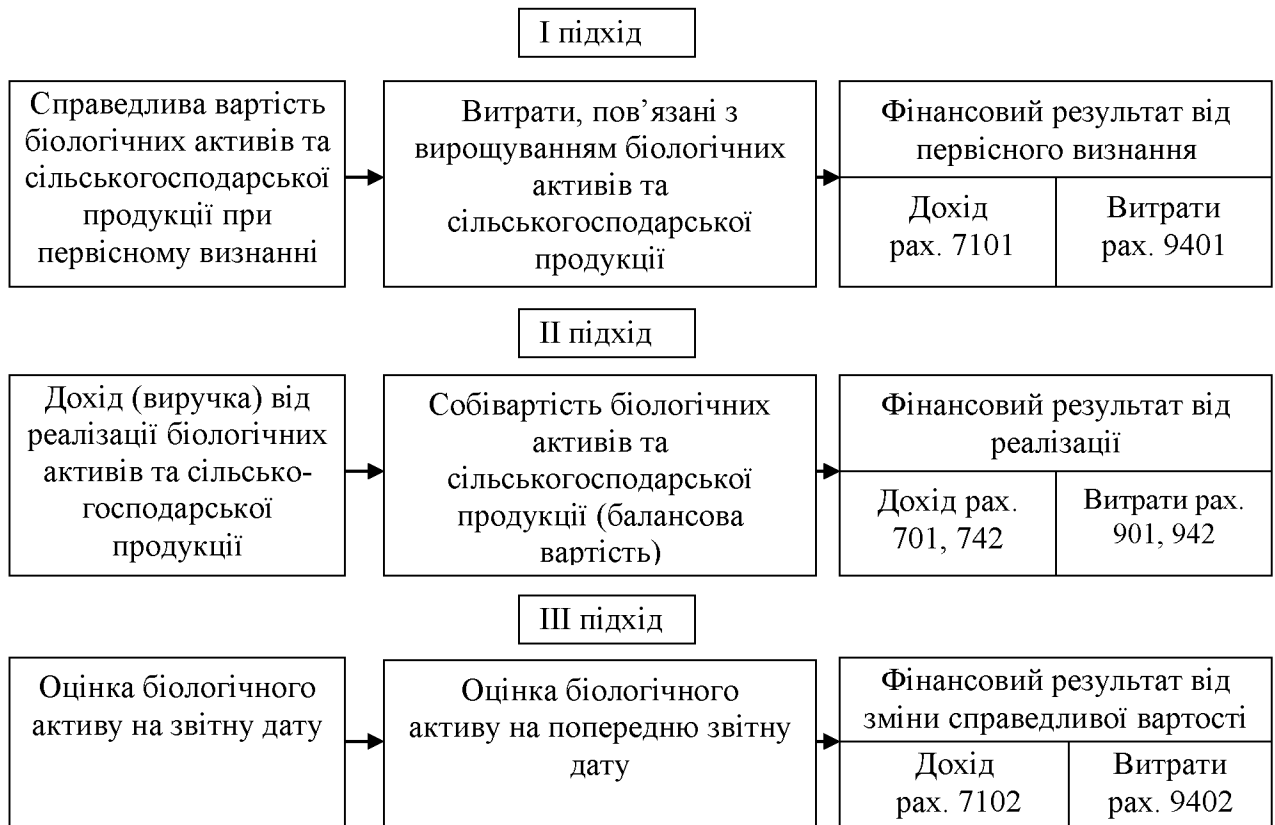 І підхід
Справедлива вартість
біологічних активів та
сільськогосподарської
продукції при
первісному визнанні
Витрати, пов’язані з
вирощуванням біологічних
активів та
сільськогосподарської
продукції
Фінансовий результат від
первісного визнання
Дохід
рах. 7101
Витрати
рах. 9401
ІІ підхід
Дохід (виручка) від
реалізації біологічних
активів та сільсько-
господарської
продукції
Собівартість біологічних
активів та
сільськогосподарської
продукції (балансова
вартість)
Фінансовий результат від
реалізації
Дохід рах.
701, 742
Витрати рах.
901, 942
ІІІ підхід
Оцінка біологічного
активу на звітну дату
Оцінка біологічного
активу на попередню звітну
дату
Фінансовий результат від
зміни справедливої вартості
Дохід
рах. 7102
Витрати
рах. 9402